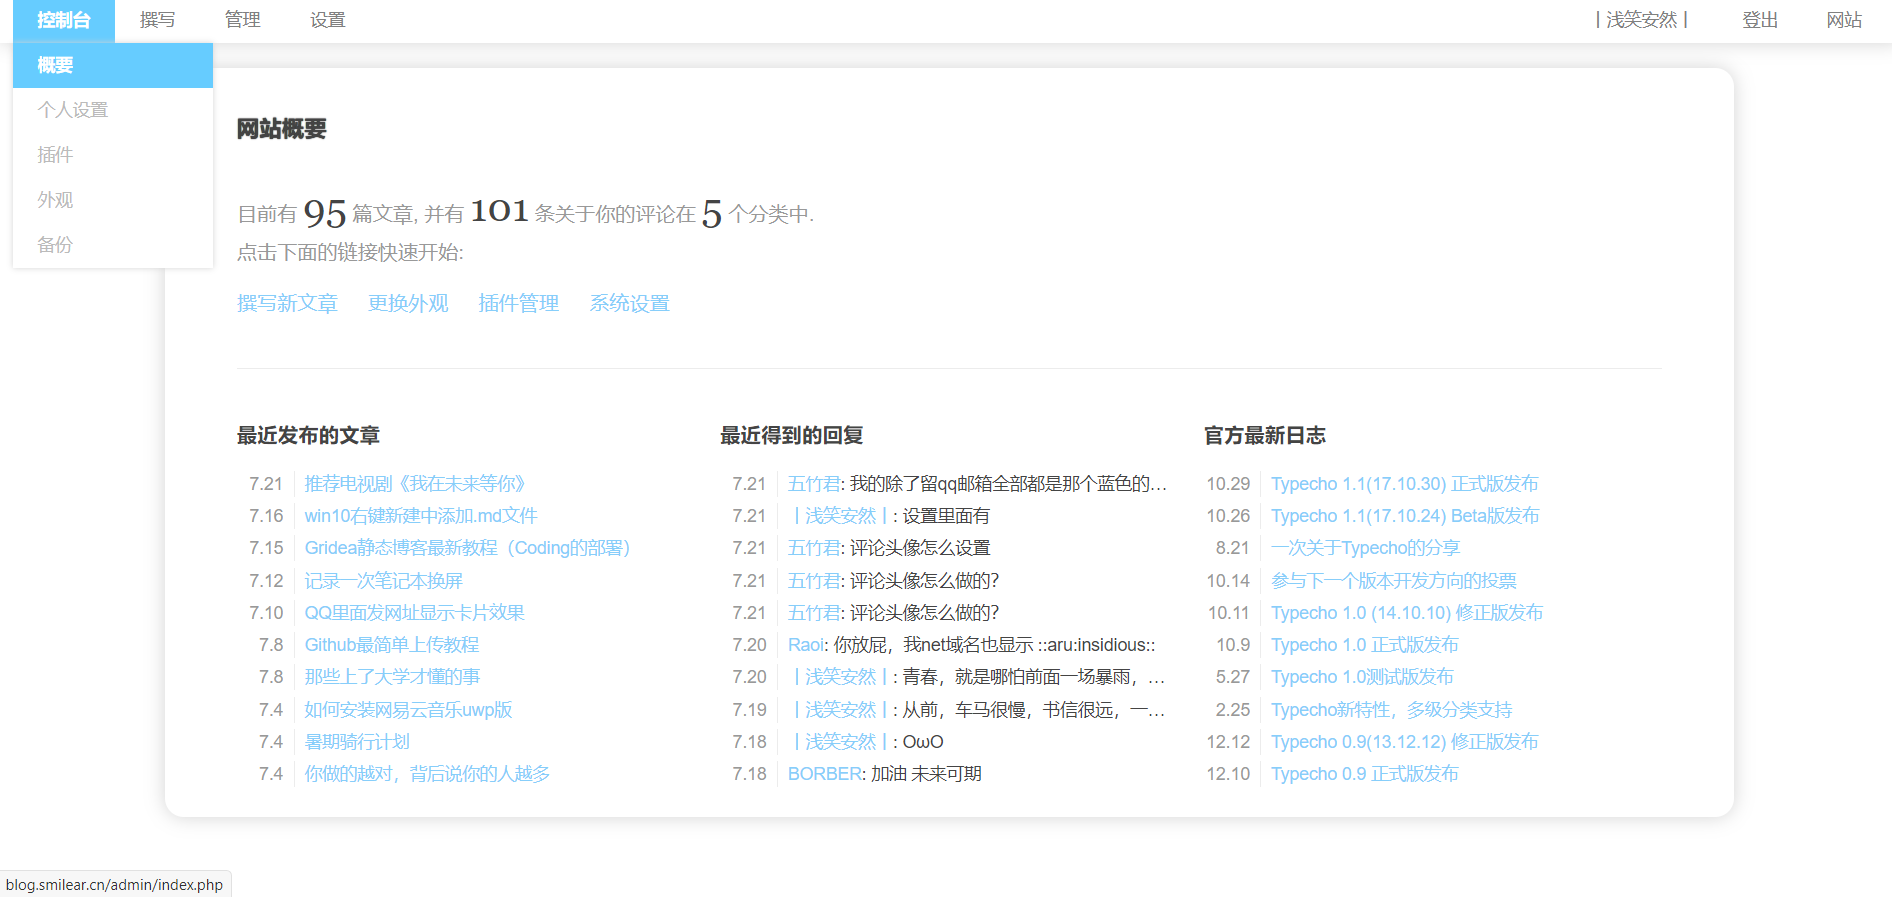 控制台 撰写 管理 设置 丨浅笑安然丨 登出 网站
概要
个人设置
插件
外观
备份
网站概要
目前有 95 篇文章, 并有 101 条关于你的评论在 5 个分类中.
点击下面的链接快速开始:
撰写新文章 更换外观 插件管理 系统设置
最近发布的文章
7.21 推荐电视剧《我在未来等你》
7.16 win10右键新建中添加.md文件
7.15 Gridea静态博客最新教程（Coding的部署）
7.12 记录一次笔记本换屏
7.10 QQ里面发网址显示卡片效果
7.8 Github最简单上传教程
7.8 那些上了大学才懂的事
7.4 如何安装网易云音乐uwp版
7.4 暑期骑行计划
7.4 你做的越对，背后说你的人越多
最近得到的回复
7.21 五竹君: 我的除了留qq邮箱全部都是那个蓝色的...
7.21 丨浅笑安然丨: 设置里面有
7.21 五竹君: 评论头像怎么设置
7.21 五竹君: 评论头像怎么做的?
7.21 五竹君: 评论头像怎么做的?
7.20 Raoi: 你放屁，我net域名也显示 ::aru:insidious::
7.20 丨浅笑安然丨: 青春，就是哪怕前面一场暴雨，...
7.19 丨浅笑安然丨: 从前，车马很慢，书信很远，一...
7.18 丨浅笑安然丨: OωO
7.18 BORBER: 加油 未来可期
官方最新日志
10.29 Typecho 1.1(17.10.30) 正式版发布
10.26 Typecho 1.1(17.10.24) Beta版发布
8.21 一次关于Typecho的分享
10.14 参与下一个版本开发方向的投票
10.11 Typecho 1.0 (14.10.10) 修正版发布
10.9 Typecho 1.0 正式版发布
5.27 Typecho 1.0测试版发布
2.25 Typecho新特性，多级分类支持
12.12 Typecho 0.9(13.12.12) 修正版发布
12.10 Typecho 0.9 正式版发布
blog.smilear.cn/admin/index.php